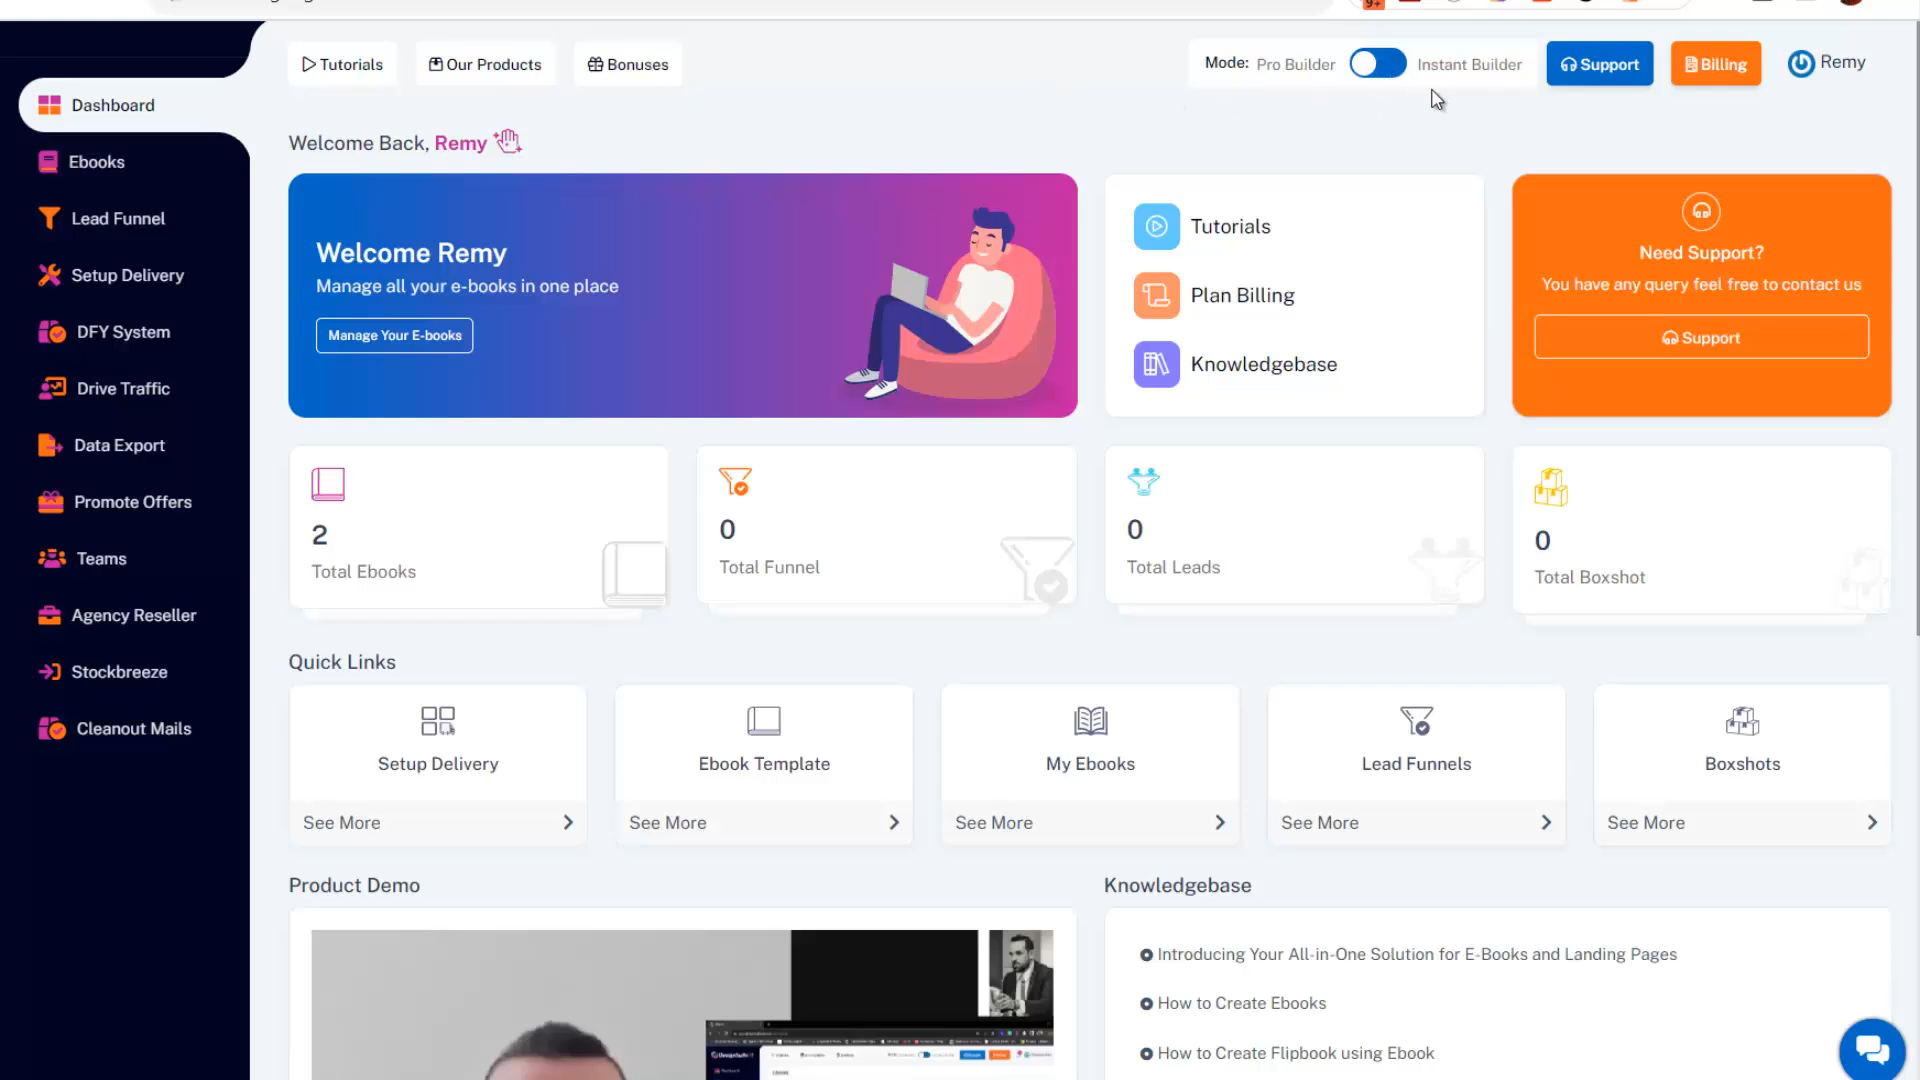 9+
Tutorials
Our Products
Bonuses
Mode: Pro Builder
Instant Builder
Support
Billing
Remy
Dashboard
Ebooks
Lead Funnel
Setup Delivery
DFY System
Drive Traffic
Data Export
Promote Offers
Teams
Agency Reseller
Stockbreeze
Cleanout Mails
Welcome Back, Remy
Welcome Remy
Manage all your e-books in one place
Manage Your E-books
Tutorials
Plan Billing
Knowledgebase
Need Support?
You have any query feel free to contact us
Support
2
Total Ebooks
0
Total Funnel
0
Total Leads
0
Total Boxshot
Quick Links
Setup Delivery
See More
Ebook Template
See More
My Ebooks
See More
Lead Funnels
See More
Boxshots
See More
Product Demo
Knowledgebase
Introducing Your All-in-One Solution for E-Books and Landing Pages
How to Create Ebooks
How to Create Flipbook using Ebook